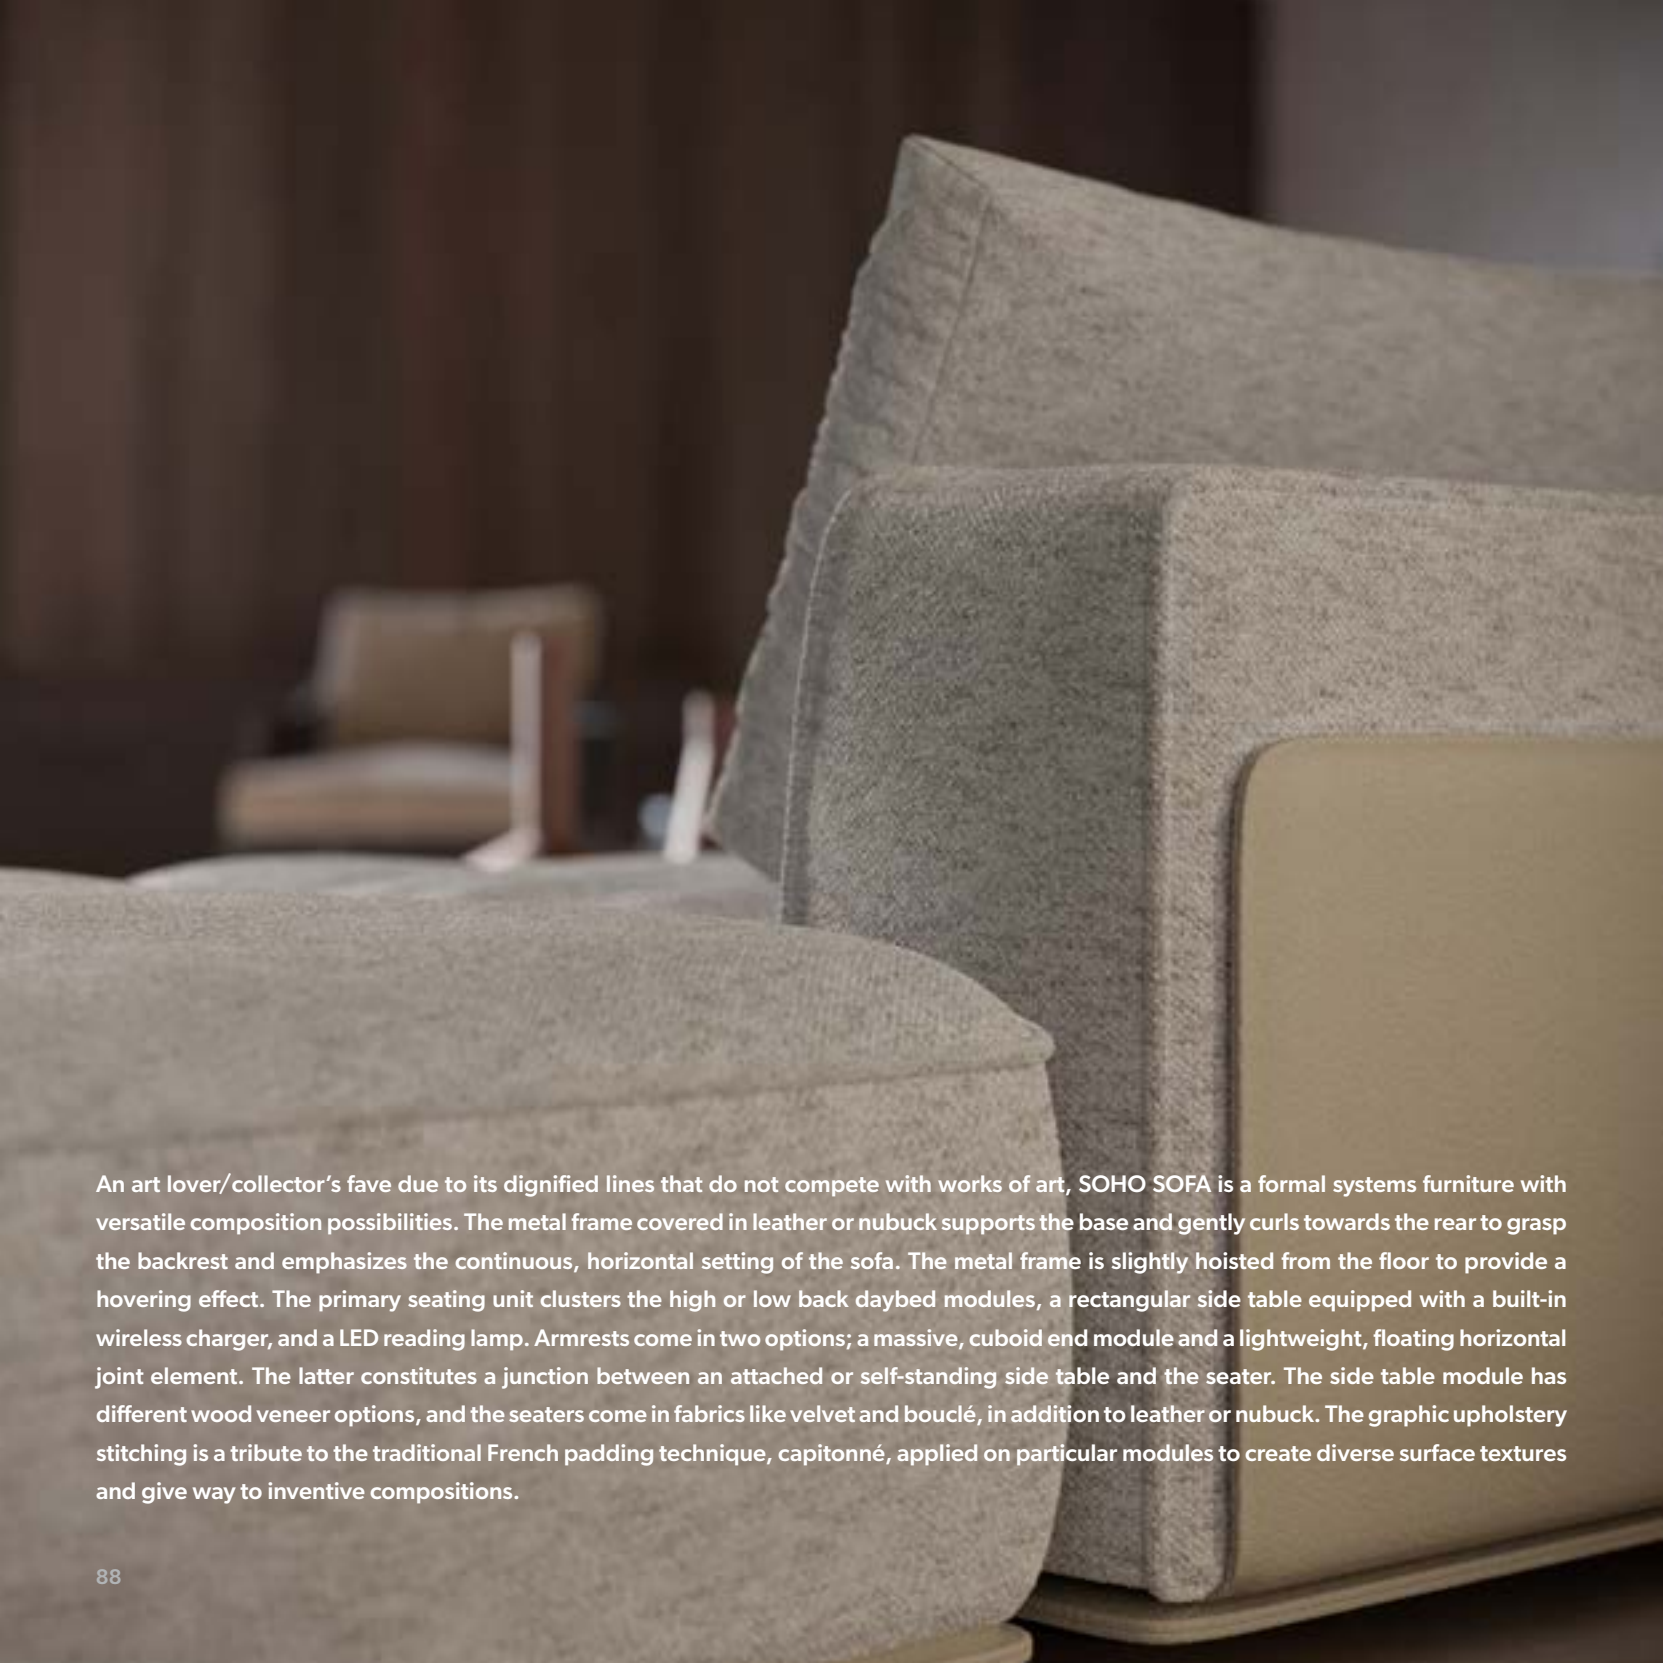 An art lover/collector’s fave due to its dignified lines that do not compete with works of art, SOHO SOFA is a formal systems furniture with
versatile composition possibilities. The metal frame covered in leather or nubuck supports the base and gently curls towards the rear to grasp
the backrest and emphasizes the continuous, horizontal setting of the sofa. The metal frame is slightly hoisted from the floor to provide a
hovering effect. The primary seating unit clusters the high or low back daybed modules, a rectangular side table equipped with a built-in
wireless charger, and a LED reading lamp. Armrests come in two options; a massive, cuboid end module and a lightweight, floating horizontal
joint element. The latter constitutes a junction between an attached or self-standing side table and the seater. The side table module has
different wood veneer options, and the seaters come in fabrics like velvet and bouclé, in addition to leather or nubuck. The graphic upholstery
stitching is a tribute to the traditional French padding technique, capitonné, applied on particular modules to create diverse surface textures
and give way to inventive compositions.
88